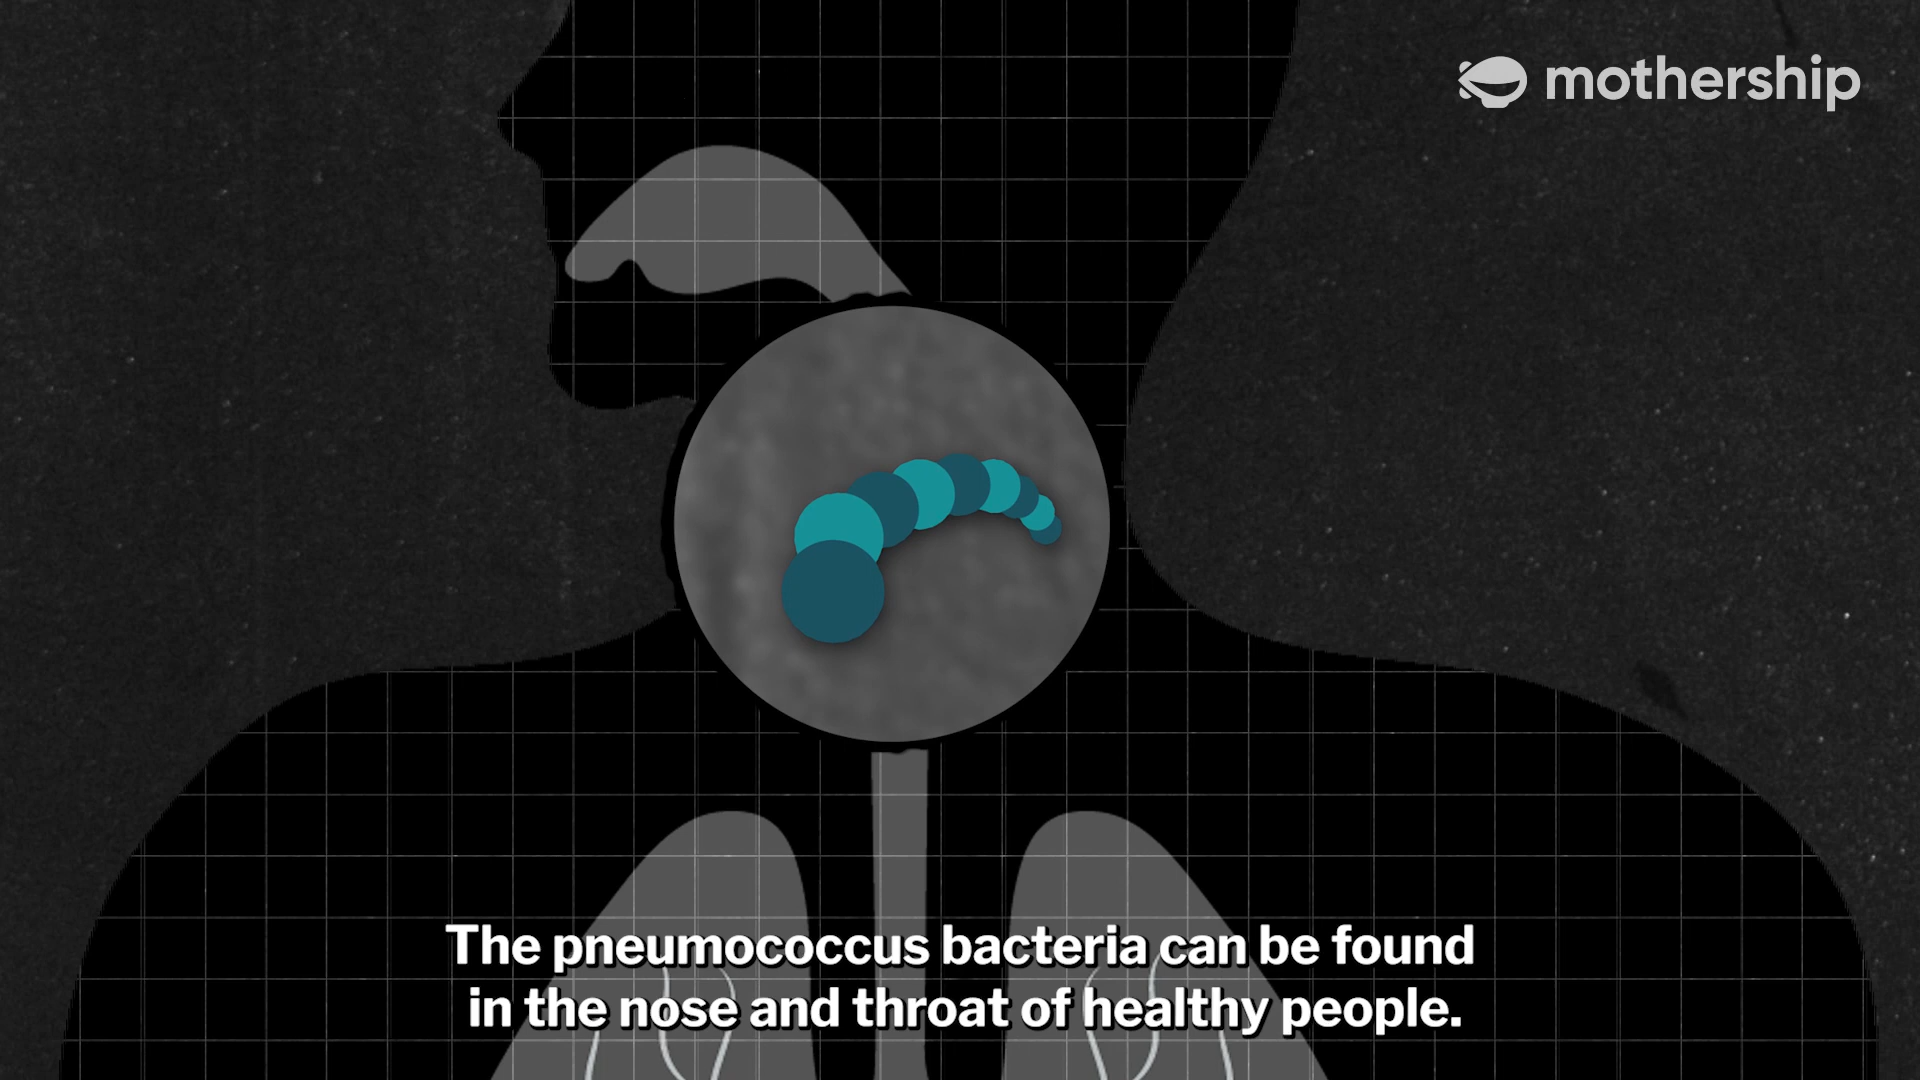 mothership
The pneumococcus bacteria can be found
in the nose and throat of healthy people.